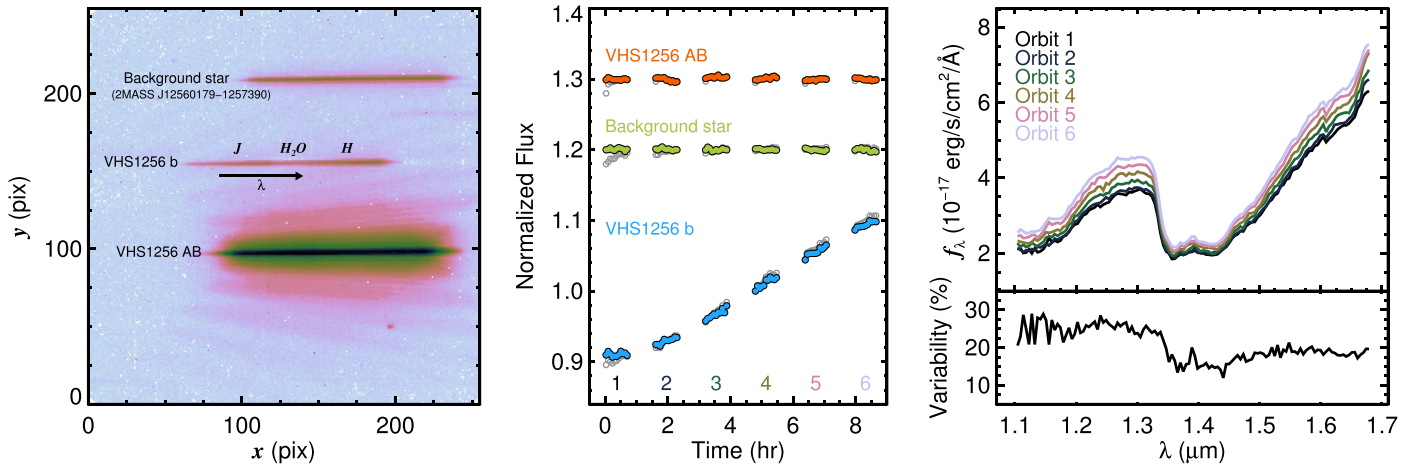 Background star
(2MASS J12560179−1257390)
VHS1256 b
J H2O H
λ
VHS1256 AB
200
100
0
0 100 200
y (pix)
x (pix)
1.4
1.3
1.2
1.1
1.0
0.9
Normalized Flux
VHS1256 AB
Background star
VHS1256 b
1 2 3 4 5 6
0 2 4 6 8
Time (hr)
8
6
4
2
fλ (10−17 erg/s/cm2/Å)
Orbit 1
Orbit 2
Orbit 3
Orbit 4
Orbit 5
Orbit 6
30
20
10
Variability (%)
1.1 1.2 1.3 1.4 1.5 1.6 1.7
λ (μm)